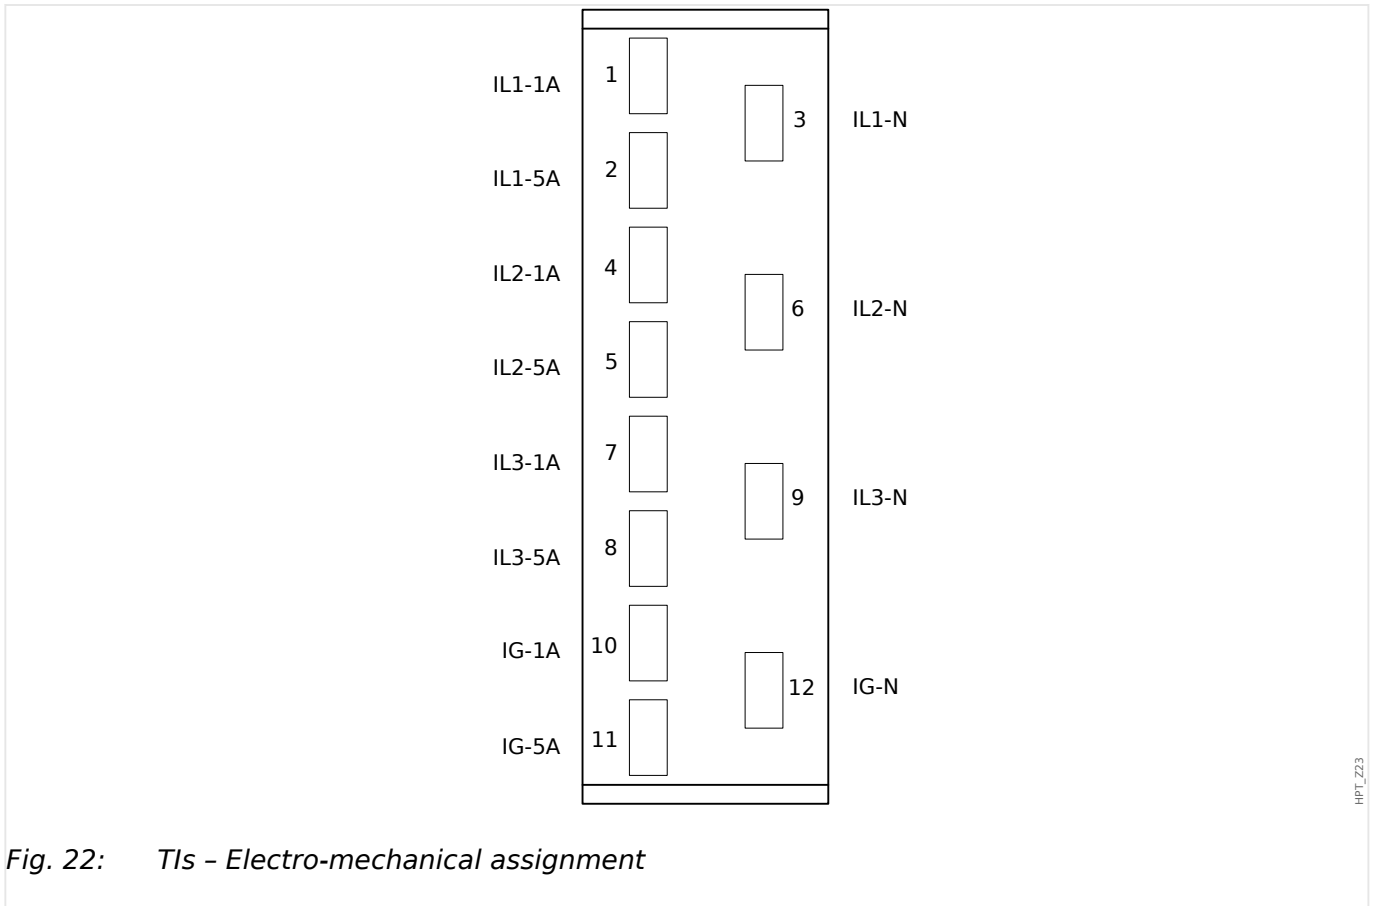 IL1-1A 1
3 IL1-N
IL1-5A 2
IL2-1A 4
6 IL2-N
IL2-5A 5
IL3-1A 7
9 IL3-N
IL3-5A 8
IG-1A 10
12 IG-N
IG-5A 11
HPT_Z23
Fig. 22: TIs – Electro-mechanical assignment